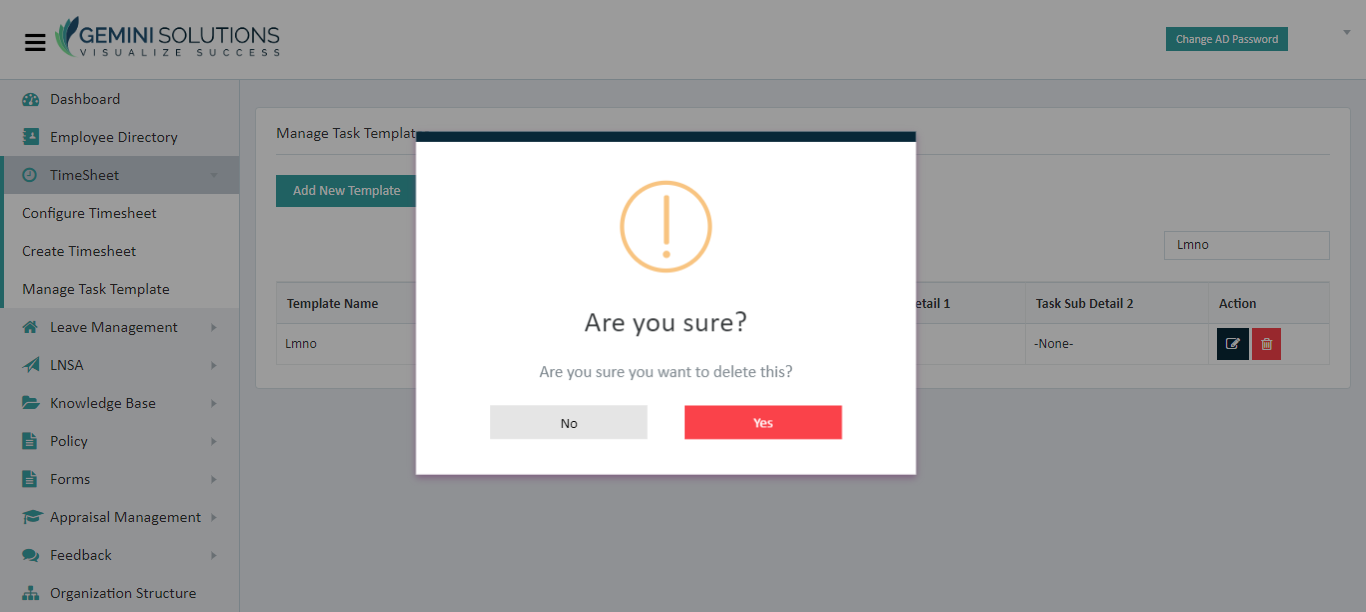 GEMINI SOLUTIONS
VISUALIZE SUCCESS
Change AD Password
Dashboard
Employee Directory
TimeSheet
Configure Timesheet
Create Timesheet
Manage Task Template
Leave Management
LNSA
Knowledge Base
Policy
Forms
Appraisal Management
Feedback
Organization Structure
Manage Task Templat
Add New Template
Lmno
Template Name
etail 1
Task Sub Detail 2
Action
Lmno
-None-
!
Are you sure?
Are you sure you want to delete this?
No
Yes